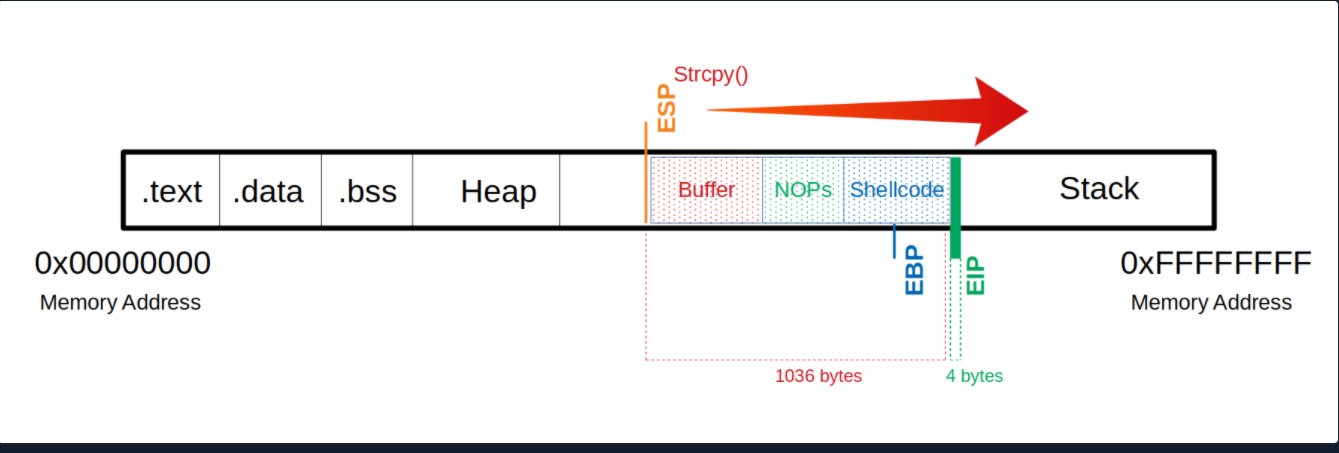 Strcpy()
ESP
.text
.data
.bss
Heap
Buffer
NOPs
Shellcode
Stack
EBP
EIP
0x00000000
Memory Address
0xFFFFFFFF
Memory Address
1036 bytes
4 bytes